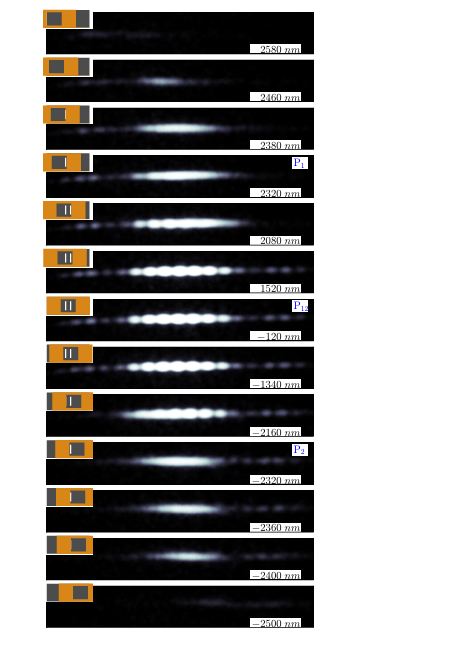 2580 nm
2460 nm
2380 nm
P₁
2320 nm
2080 nm
1520 nm
P₁₂
−120 nm
−1340 nm
−2160 nm
P₂
−2320 nm
−2360 nm
−2400 nm
−2500 nm